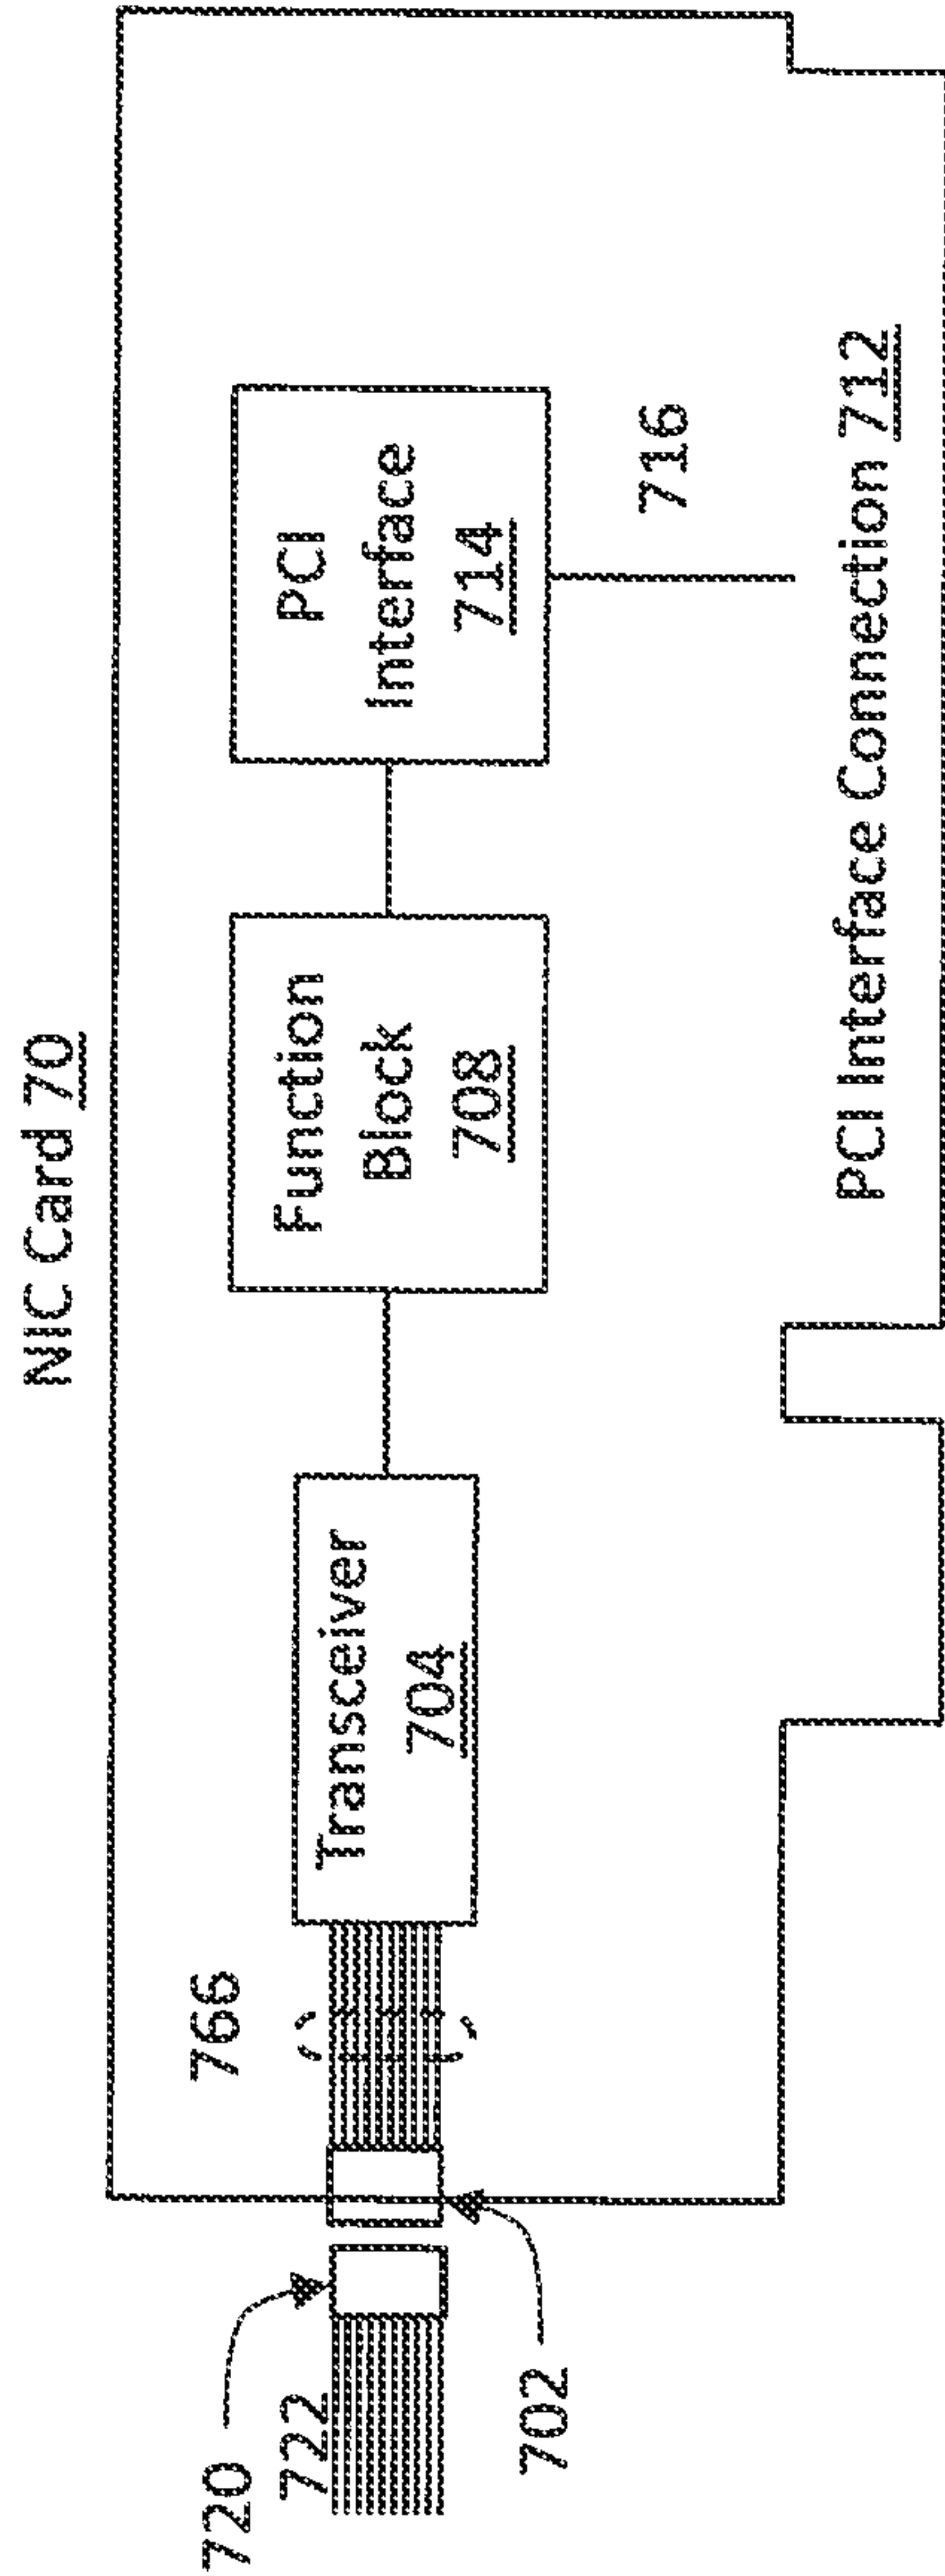 NIC Card 70
766
720
722
702
Transceiver
704
Function
Block
708
PCI
Interface
714
716
PCI Interface Connection 712